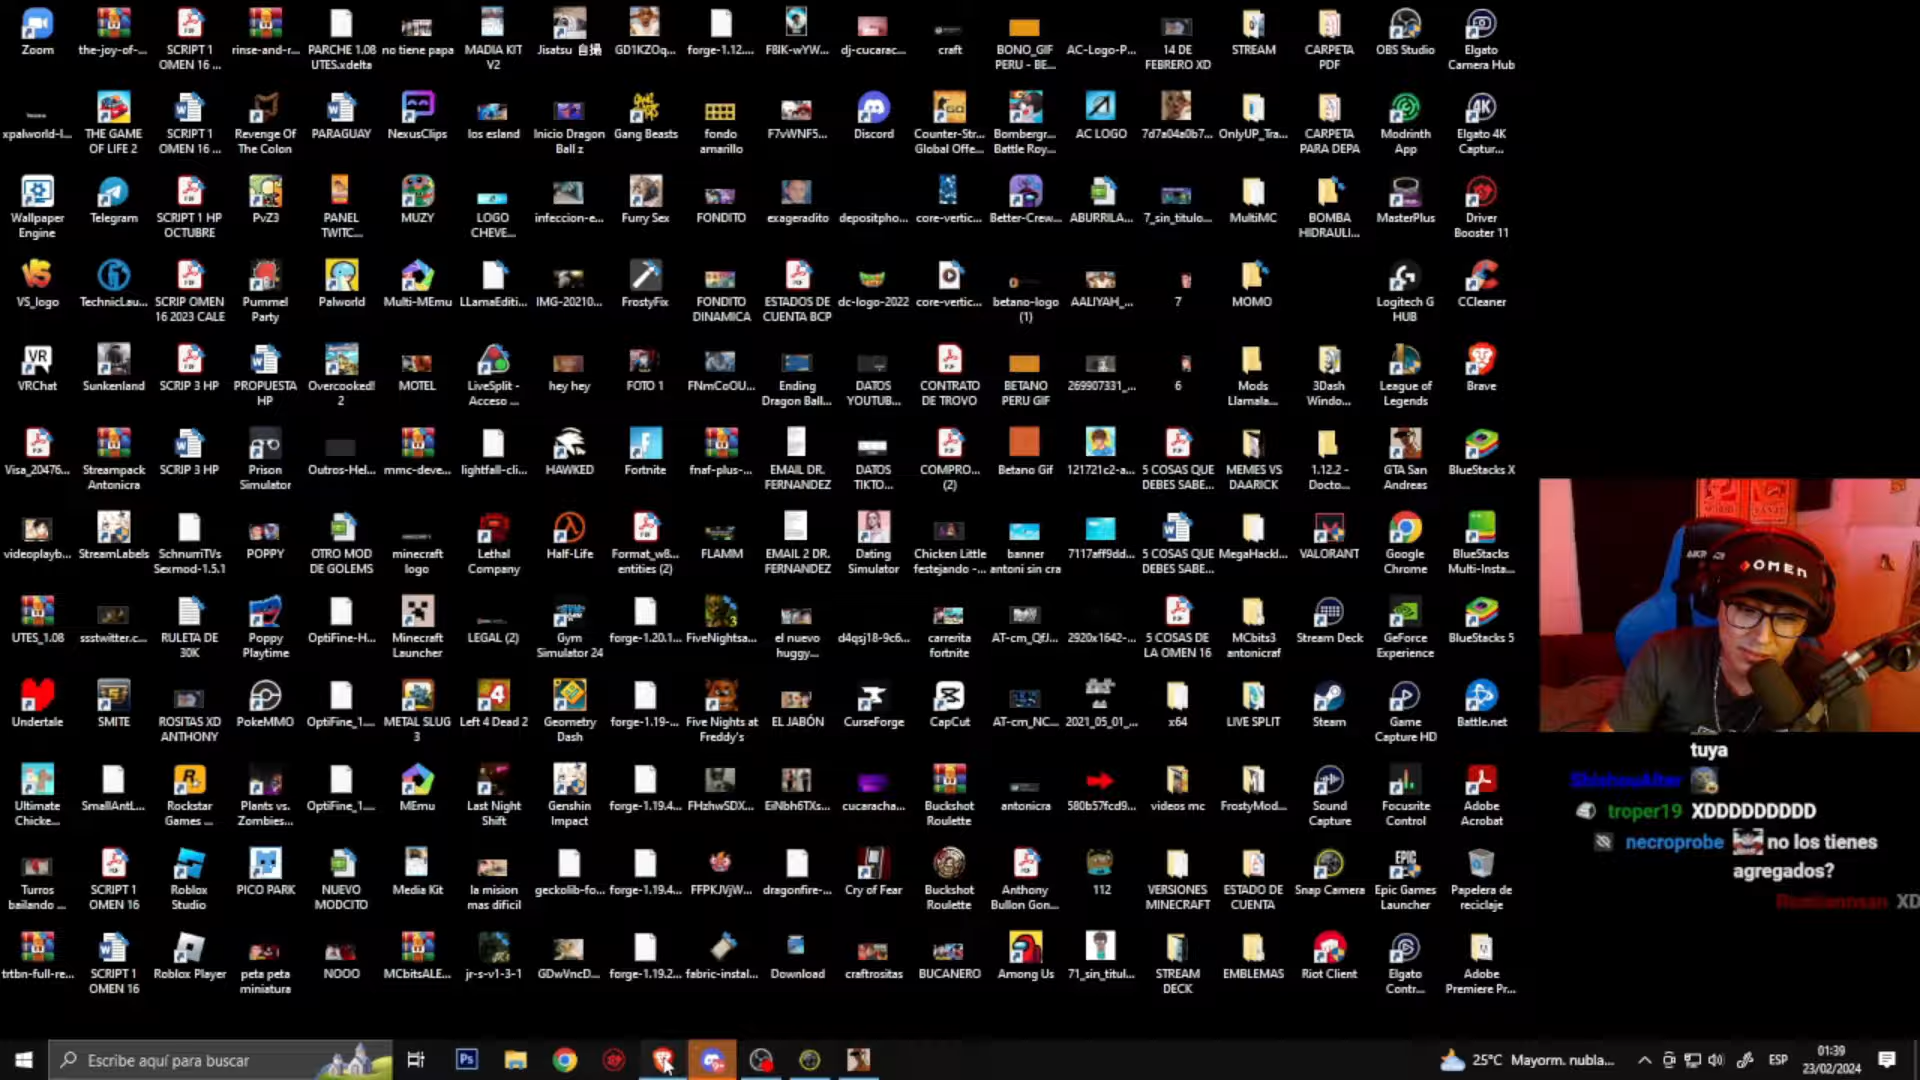 Zoom
the-joy-of-...
SCRIPT 1
OMEN 16 ...
rinse-and-r...
PARCHE 1.08
UTES.xdelta
no tiene papa
MADIA KIT
V2
Jisatsu 自撮
GD1KZOq...
forge-1.12....
F8IK-wYW...
dj-cucarac...
craft
BONO_GIF
PERU - BE...
AC-Logo-P...
14 DE
FEBRERO XD
STREAM
CARPETA
PDF
OBS Studio
Elgato
Camera Hub
xpalworld-l...
THE GAME
OF LIFE 2
SCRIPT 1
OMEN 16 ...
Revenge Of
The Colon
PARAGUAY
NexusClips
los esland
Inicio Dragon
Ball z
Gang Beasts
fondo
amarillo
F7vWNF5...
Discord
Counter-Str...
Global Offe...
Bombergr...
Battle Roy...
AC LOGO
7d7a04a0b7...
OnlyUP_Tra...
CARPETA
PARA DEPA
Modrinth
App
Elgato 4K
Captur...
Wallpaper
Engine
Telegram
SCRIPT 1 HP
OCTUBRE
PvZ3
PANEL
TWITC...
MUZY
LOGO
CHEVE...
infeccion-e...
Furry Sex
FONDITO
exageradito
depositpho...
core-vertic...
Better-Crew...
ABURRILA...
7_sin_titulo...
MultiMC
BOMBA
HIDRAULI...
MasterPlus
Driver
Booster 11
VS_logo
TechnicLau...
SCRIP OMEN
16 2023 CALE
Pummel
Party
Palworld
Multi-MEmu
LLamaEditi...
IMG-20210...
FrostyFix
FONDITO
DINAMICA
ESTADOS DE
CUENTA BCP
dc-logo-2022
core-vertic...
betano-logo
(1)
AALIYAH_...
7
MOMO
Logitech G
HUB
CCleaner
VRChat
Sunkenland
SCRIP 3 HP
PROPUESTA
HP
Overcooked!
2
MOTEL
LiveSplit -
Acceso ...
hey hey
FOTO 1
FNmCoOU...
Ending
Dragon Ball...
DATOS
YOUTUB...
CONTRATO
DE TROVO
BETANO
PERU GIF
269907331_...
6
Mods
Llamala...
3Dash
Windo...
League of
Legends
Brave
Visa_20476...
Streampack
Antonicra
SCRIP 3 HP
Prison
Simulator
Outros-Hel...
mmc-deve...
lightfall-cli...
HAWKED
Fortnite
fnaf-plus-...
EMAIL DR.
FERNANDEZ
DATOS
TIKTO...
COMPRO...
(2)
Betano Gif
121721c2-a...
5 COSAS QUE
DEBES SABE...
MEMES VS
DAARICK
1.12.2 -
Docto...
GTA San
Andreas
BlueStacks X
videoplayb...
StreamLabels
SchnurriTVs
Sexmod-1.5.1
POPPY
OTRO MOD
DE GOLEMS
minecraft
logo
Lethal
Company
Half-Life
Format_w8...
entities (2)
FLAMM
EMAIL 2 DR.
FERNANDEZ
Dating
Simulator
Chicken Little
festejando -...
banner
antoni sin cra
7117aff9dd...
5 COSAS QUE
DEBES SABE...
MegaHackl...
VALORANT
Google
Chrome
BlueStacks
Multi-Insta...
UTES_1.08
ssstwitter.c...
RULETA DE
30K
Poppy
Playtime
OptiFine-H...
Minecraft
Launcher
LEGAL (2)
Gym
Simulator 24
forge-1.20.1...
FiveNightsa...
el nuevo
huggy...
d4qsj18-9c6...
carrerita
fortnite
AT-cm_QfJ...
2920x1642-...
5 COSAS DE
LA OMEN 16
MCbits3
antonicraf
Stream Deck
GeForce
Experience
BlueStacks 5
Undertale
SMITE
ROSITAS XD
ANTHONY
PokeMMO
OptiFine_1....
METAL SLUG
3
Left 4 Dead 2
Geometry
Dash
forge-1.19-...
Five Nights at
Freddy's
EL JABÓN
CurseForge
CapCut
AT-cm_NC...
2021_05_01_...
x64
LIVE SPLIT
Steam
Game
Capture HD
Battle.net
Ultimate
Chicke...
SmallAntL...
Rockstar
Games ...
Plants vs.
Zombies...
OptiFine_1....
MEmu
Last Night
Shift
Genshin
Impact
forge-1.19.4...
FHzhwSDX...
EiNbh6TXs...
cucaracha...
Buckshot
Roulette
antonicra
580b57fcd9...
videos mc
FrostyMod...
Sound
Capture
Focusrite
Control
Adobe
Acrobat
Turros
bailando ...
SCRIPT 1
OMEN 16
Roblox
Studio
PICO PARK
NUEVO
MODCITO
Media Kit
la mision
mas dificil
geckolib-fo...
forge-1.19.4...
FFPKJVjW...
dragonfire-...
Cry of Fear
Buckshot
Roulette
Anthony
Bullon Gon...
112
VERSIONES
MINECRAFT
ESTADO DE
CUENTA
Snap Camera
Epic Games
Launcher
Papelera de
reciclaje
trtbn-full-re...
SCRIPT 1
OMEN 16
Roblox Player
peta peta
miniatura
NOOO
MCbitsALE...
jr-s-v1-3-1
GDwVncD...
forge-1.19.2...
fabric-instal...
Download
craftrositas
BUCANERO
Among Us
71_sin_titul...
STREAM
DECK
EMBLEMAS
Riot Client
Elgato
Contr...
Adobe
Premiere Pr...
OMEN
tuya
ShishouAlter
troper19 XDDDDDDDDD
necroprobe no los tienes
agregados?
XD
Escribe aquí para buscar
25°C Mayorm. nubla...
ESP
01:39
23/02/2024